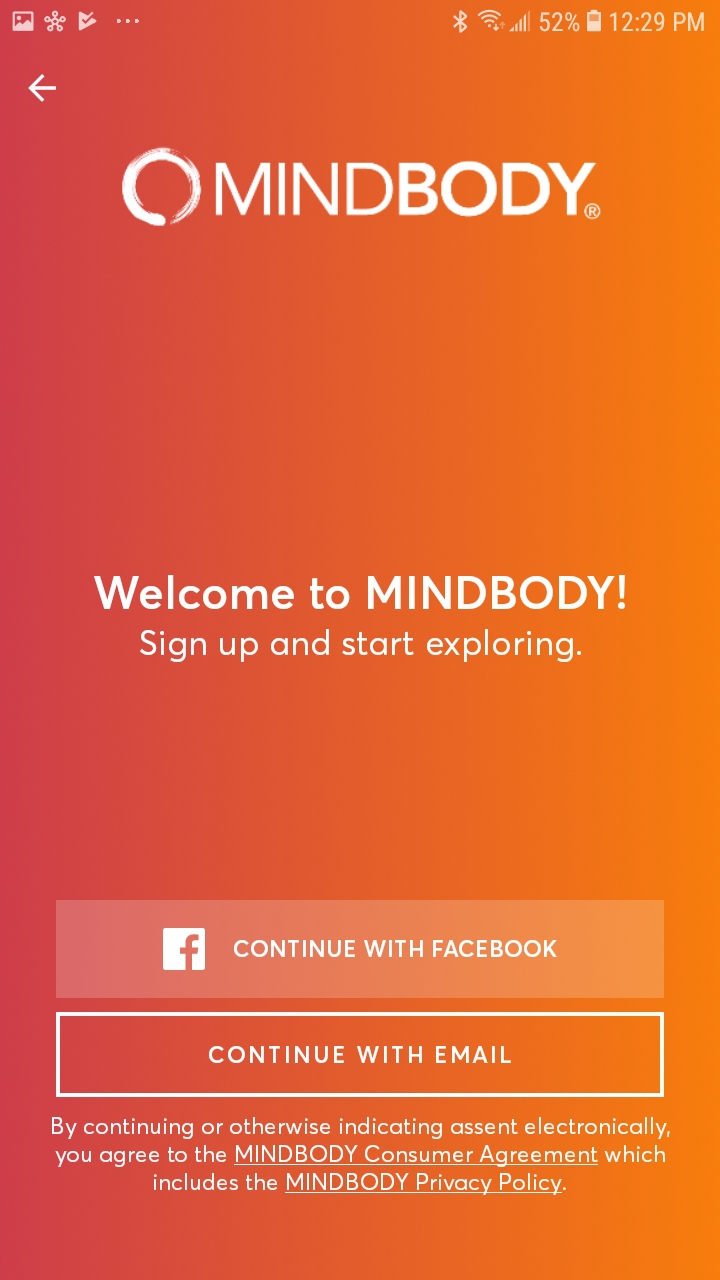 52% 12:29 PM
MINDBODY®
Welcome to MINDBODY!
Sign up and start exploring.
CONTINUE WITH FACEBOOK
CONTINUE WITH EMAIL
By continuing or otherwise indicating assent electronically,
you agree to the MINDBODY Consumer Agreement which
includes the MINDBODY Privacy Policy.